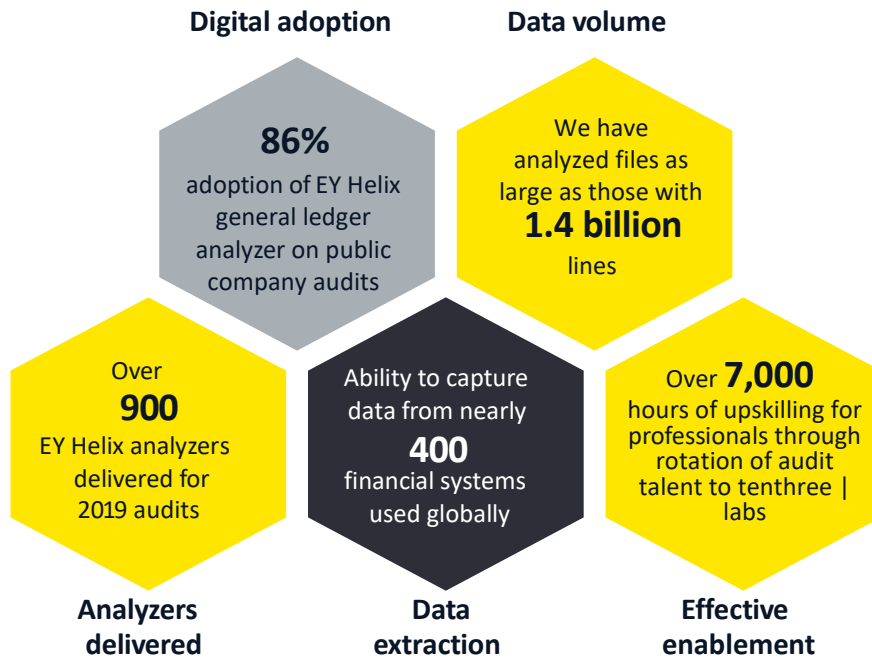 Digital adoption
Data volume
86%
adoption of EY Helix
general ledger
analyzer on public
company audits
We have
analyzed files as
large as those with
1.4 billion
lines
Over
900
EY Helix analyzers
delivered for
2019 audits
Ability to capture
data from nearly
400
financial systems
used globally
Over 7,000
hours of upskilling for
professionals through
rotation of audit
talent to tenthree |
labs
Analyzers
delivered
Data
extraction
Effective
enablement